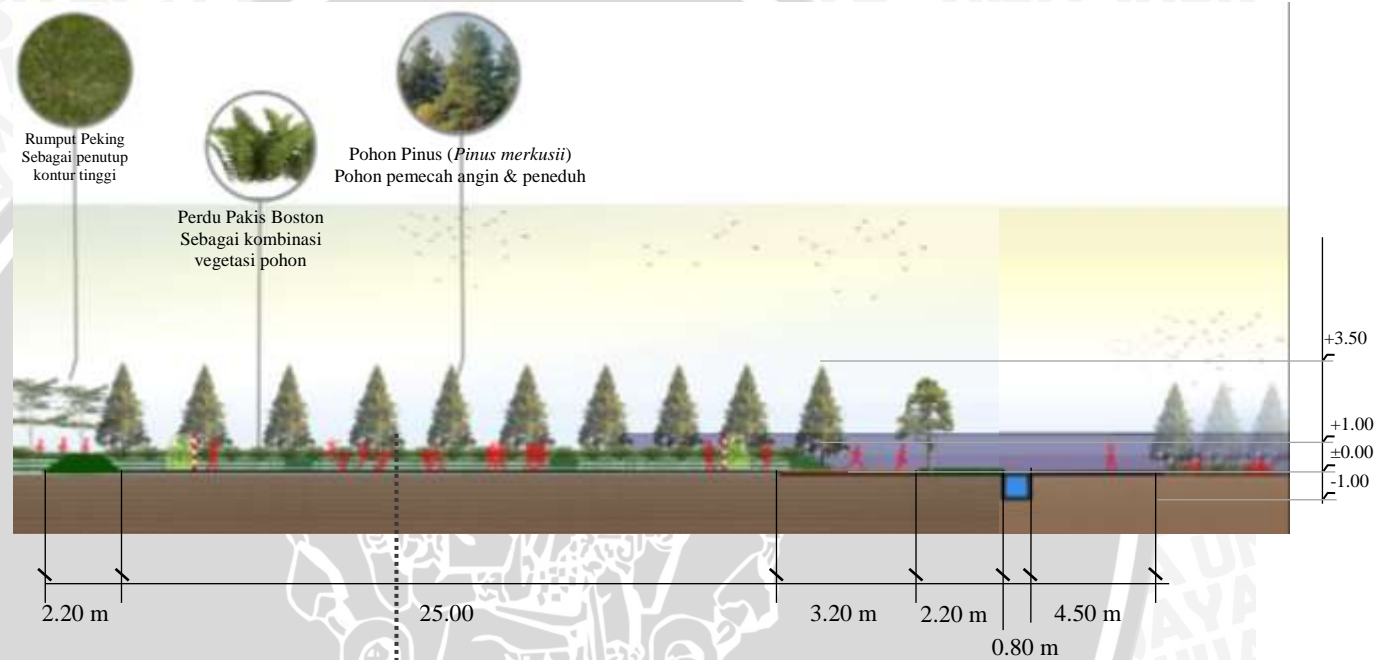 Rumput Peking
Sebagai penutup
kontur tinggi
Perdu Pakis Boston
Sebagai kombinasi
vegetasi pohon
Pohon Pinus (Pinus merkusii)
Pohon pemecah angin & peneduh
+3.50
+1.00
±0.00
-1.00
2.20 m
25.00
3.20 m
2.20 m
0.80 m
4.50 m